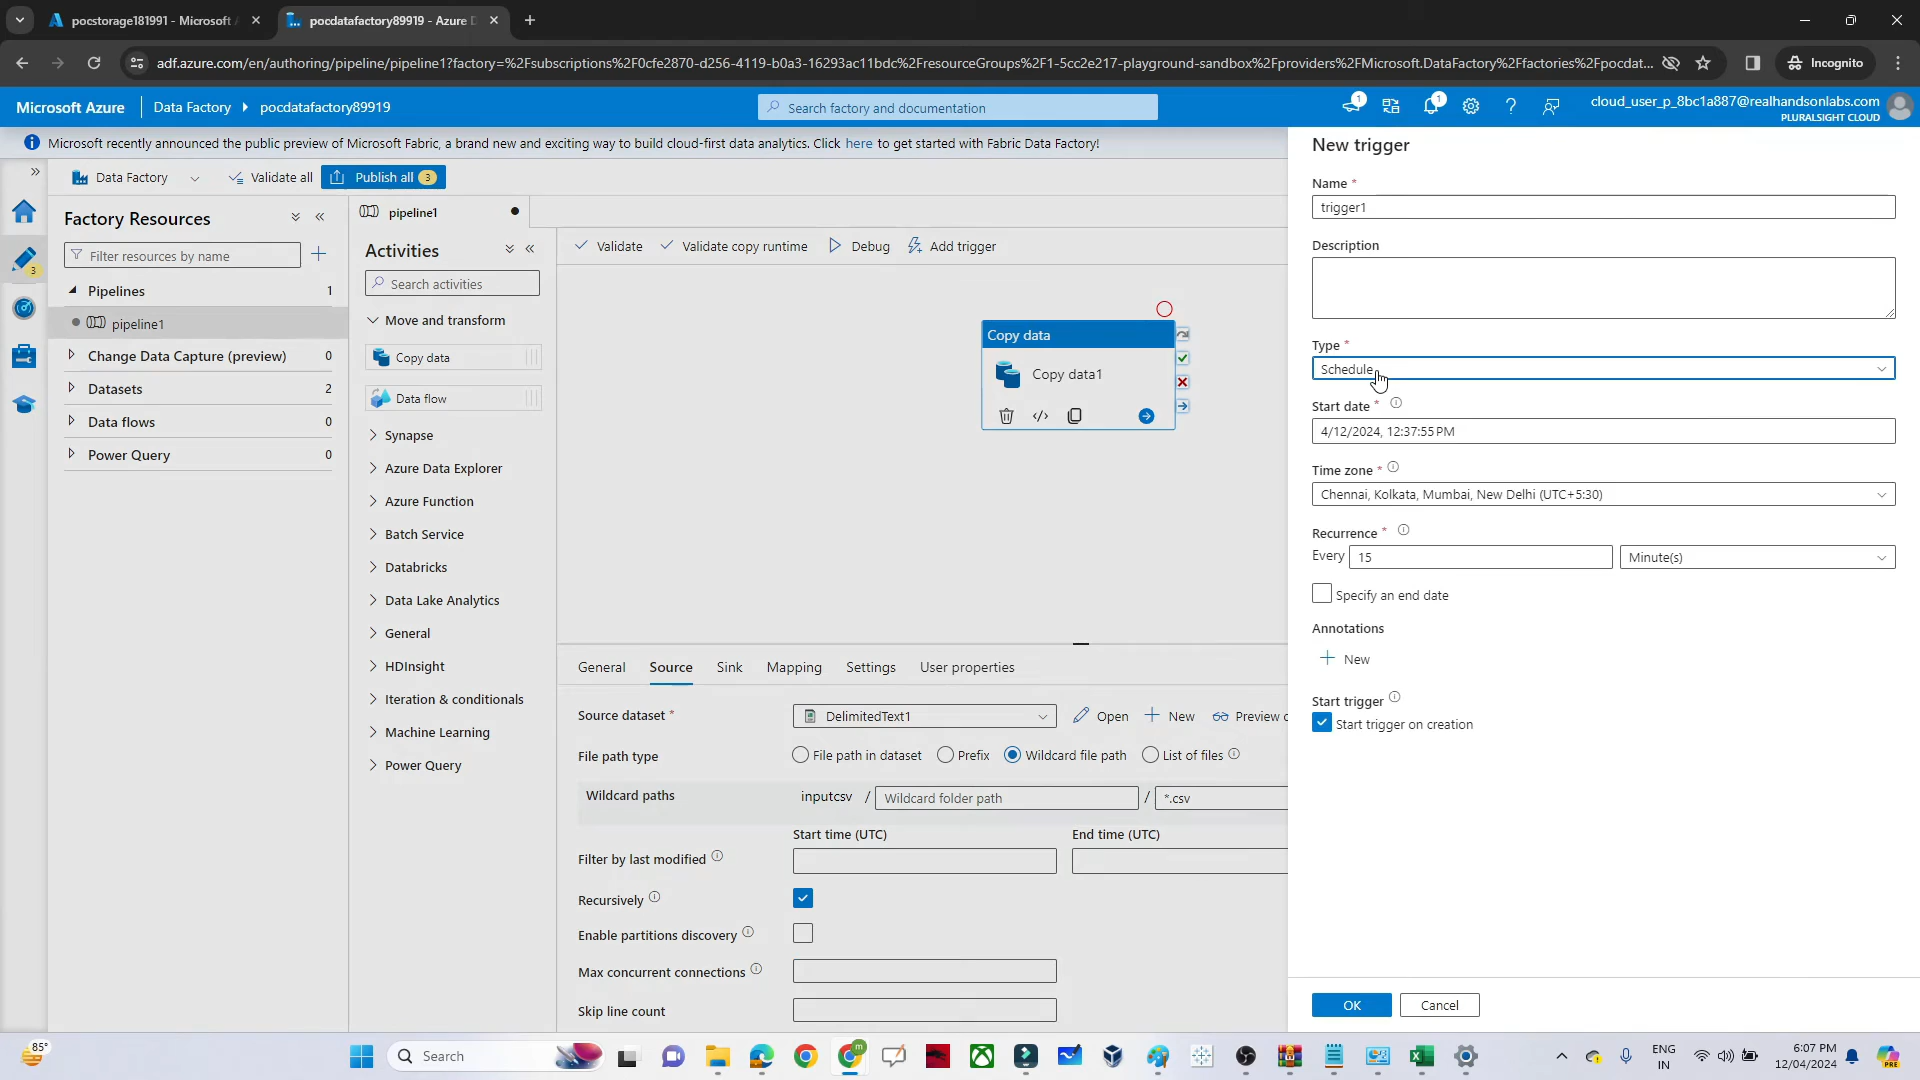 pocstorage181991 - Microsoft A
pocdatafactory89919 - Azure D
adf.azure.com/en/authoring/pipeline/pipeline1?factory=%2Fsubscriptions%2F0cfe2870-d256-4119-b0a3-16293ac11bdc%2FresourceGroups%2F1-5cc2e217-playground-sandbox%2Fproviders%2FMicrosoft.DataFactory%2Ffactories%2Fpocdat...
Incognito
Microsoft Azure
Data Factory
pocdatafactory89919
Search factory and documentation
1
1
cloud_user_p_8bc1a887@realhandsonlabs.com
PLURALSIGHT CLOUD
Microsoft recently announced the public preview of Microsoft Fabric, a brand new and exciting way to build cloud-first data analytics. Click here to get started with Fabric Data Factory!
Data Factory
Validate all
Publish all 3
3
Factory Resources
Filter resources by name
Pipelines 1
pipeline1
Change Data Capture (preview) 0
Datasets 2
Data flows 0
Power Query 0
pipeline1
Activities
Search activities
Move and transform
Copy data
Data flow
Synapse
Azure Data Explorer
Azure Function
Batch Service
Databricks
Data Lake Analytics
General
HDInsight
Iteration & conditionals
Machine Learning
Power Query
Validate
Validate copy runtime
Debug
Add trigger
Copy data
Copy data1
General
Source
Sink
Mapping
Settings
User properties
Source dataset *
DelimitedText1
Open
New
Preview
File path type
File path in dataset
Prefix
Wildcard file path
List of files
Wildcard paths
inputcsv / Wildcard folder path / *.csv
Start time (UTC)
End time (UTC)
Filter by last modified
Recursively
Enable partitions discovery
Max concurrent connections
Skip line count
New trigger
Name *
trigger1
Description
Type *
Schedule
Start date *
4/12/2024, 12:37:55 PM
Time zone *
Chennai, Kolkata, Mumbai, New Delhi (UTC+5:30)
Recurrence *
Every 15 Minute(s)
Specify an end date
Annotations
New
Start trigger
Start trigger on creation
OK
Cancel
85°
Search
m
ENG
IN
6:07 PM
12/04/2024
PRE